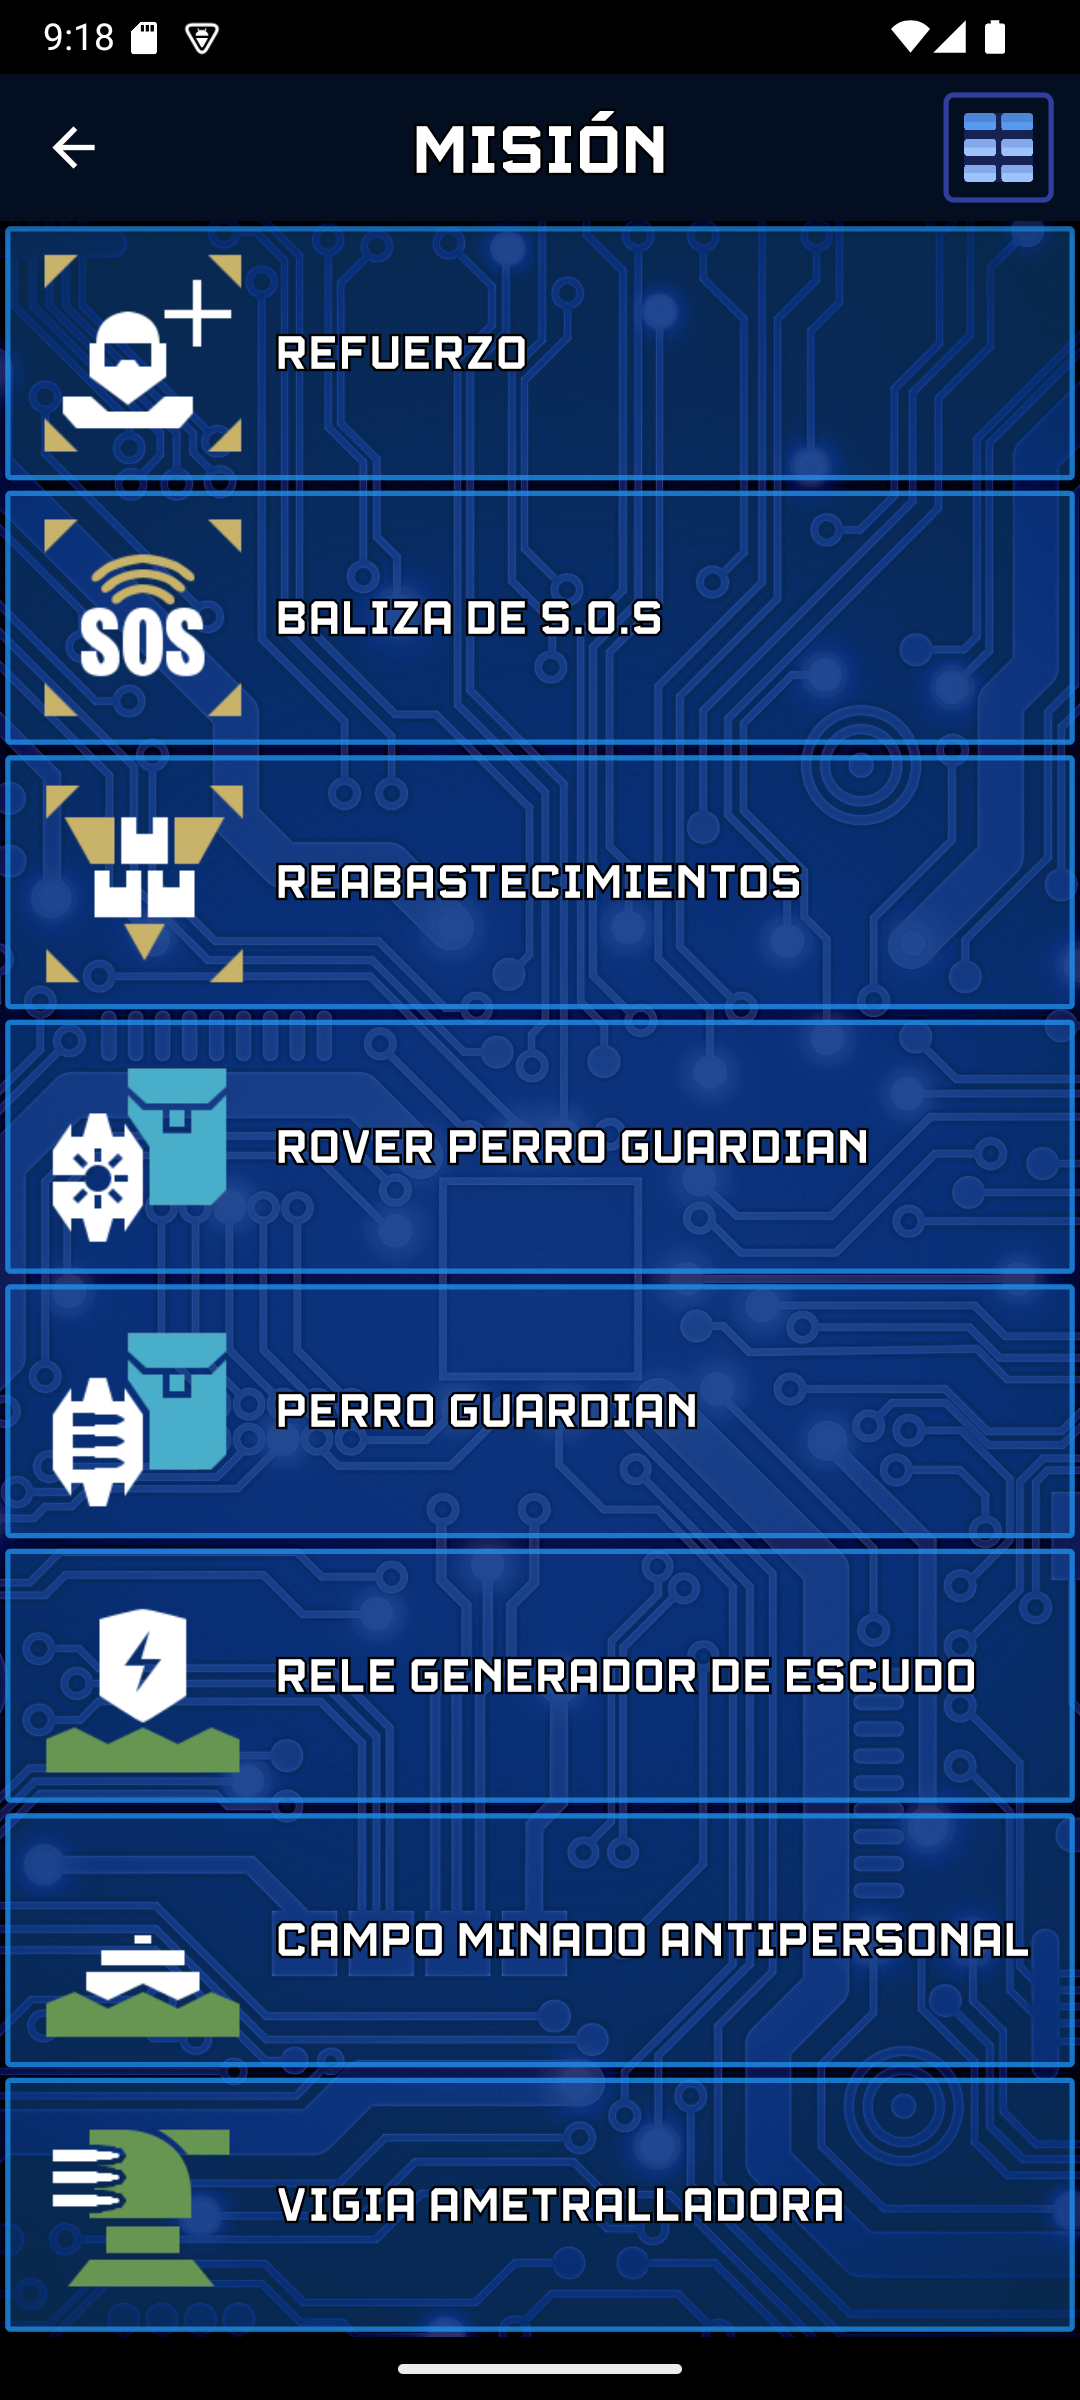 9:18
MISIÓN
REFUERZO
SOS
BALIZA DE S.O.S
REABASTECIMIENTOS
ROVER PERRO GUARDIAN
PERRO GUARDIAN
RELE GENERADOR DE ESCUDO
CAMPO MINADO ANTIPERSONAL
VIGIA AMETRALLADORA